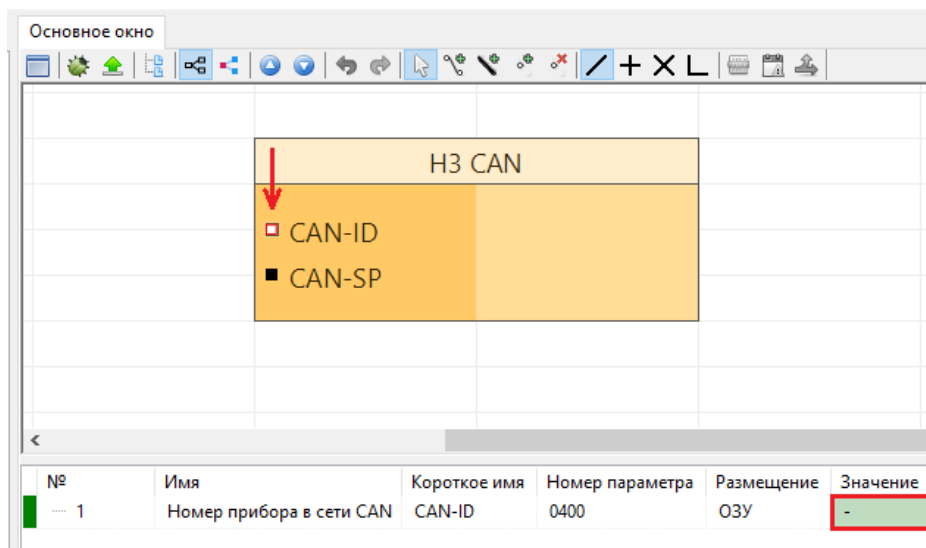 Основное окно
H3 CAN
CAN-ID
CAN-SP
№ Имя Короткое имя Номер параметра Размещение Значение
1 Номер прибора в сети CAN CAN-ID 0400 ОЗУ -